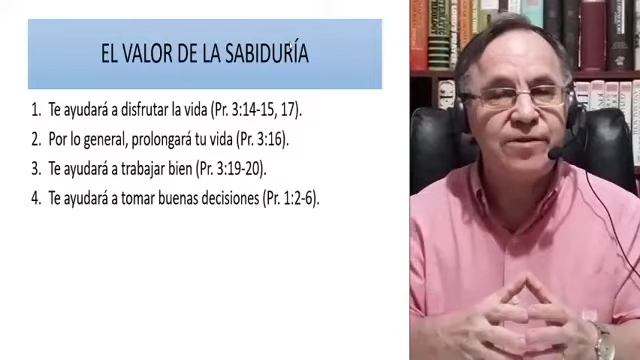 EL VALOR DE LA SABIDURÍA
1. Te ayudará a disfrutar la vida (Pr. 3:14-15, 17).
2. Por lo general, prolongará tu vida (Pr. 3:16).
3. Te ayudará a trabajar bien (Pr. 3:19-20).
4. Te ayudará a tomar buenas decisiones (Pr. 1:2-6).